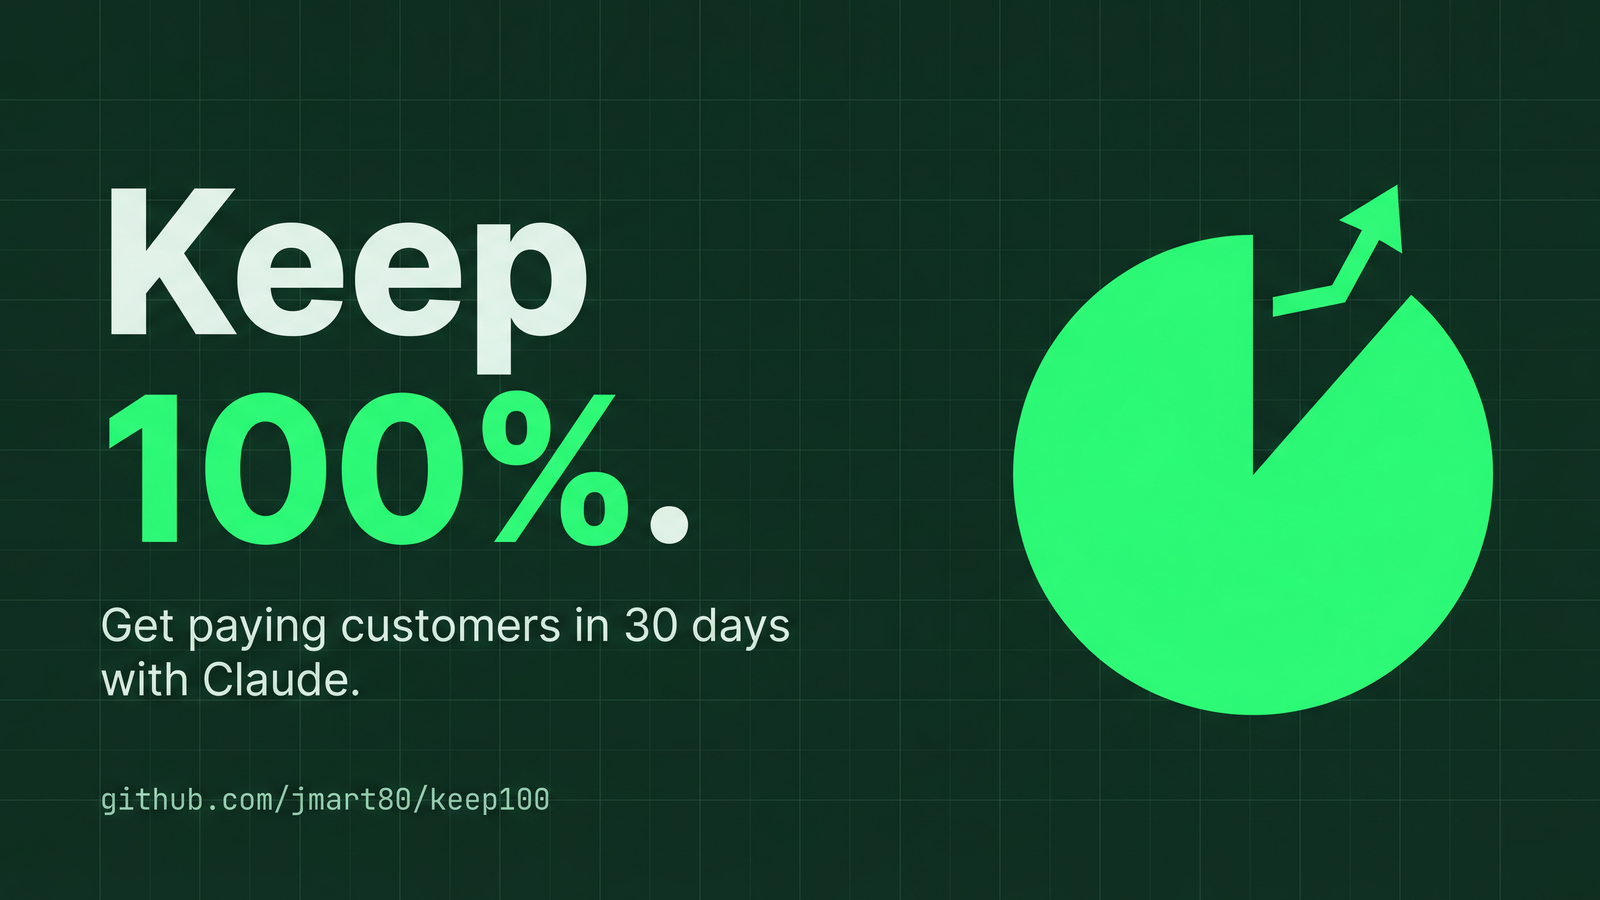 Keep
100%.
Get paying customers in 30 days
with Claude.
github.com/jmart80/keep100